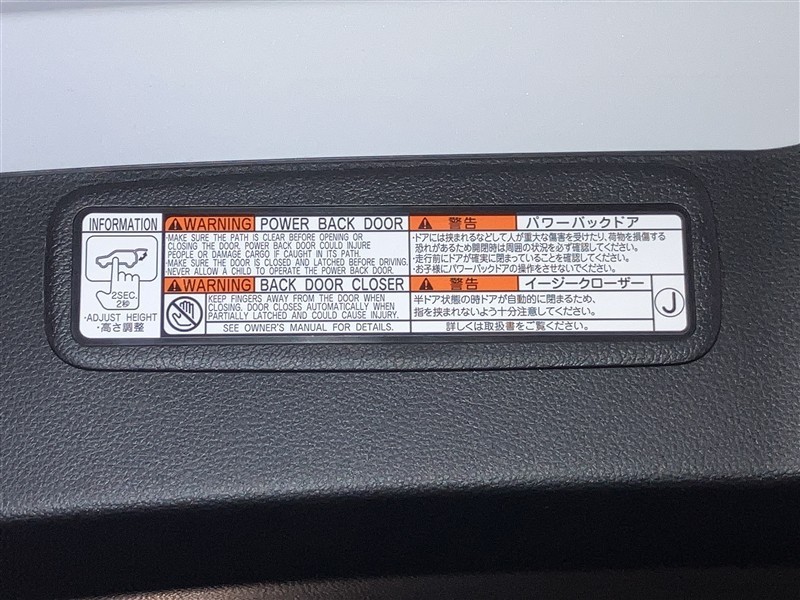 INFORMATION
2SEC.
2秒
・ADJUST HEIGHT
・高さ調整
WARNING POWER BACK DOOR
MAKE SURE THE PATH IS CLEAR BEFORE OPENING OR
CLOSING THE DOOR. POWER BACK DOOR COULD INJURE
PEOPLE OR DAMAGE CARGO IF CAUGHT IN ITS PATH.
MAKE SURE THE DOOR IS CLOSED AND LATCHED BEFORE DRIVING.
NEVER ALLOW A CHILD TO OPERATE THE POWER BACK DOOR.
WARNING BACK DOOR CLOSER
KEEP FINGERS AWAY FROM THE DOOR WHEN
CLOSING. DOOR CLOSES AUTOMATICALLY WHEN
PARTIALLY LATCHED AND COULD CAUSE INJURY.
SEE OWNER'S MANUAL FOR DETAILS.
警告 パワーバックドア
・ドアには挟まれるなどして人が重大な傷害を受けたり、荷物を損傷する
恐れがあるため開閉時は周囲の状況を必ず確認してください。
・走行前にドアが確実に閉まっていることを確認してください。
・お子様にパワーバックドアの操作をさせないでください。
警告 イージークローザー
半ドア状態の時ドアが自動的に閉まるため、
指を挟まれないよう十分注意してください。
詳しくは取扱書をご覧ください。
J